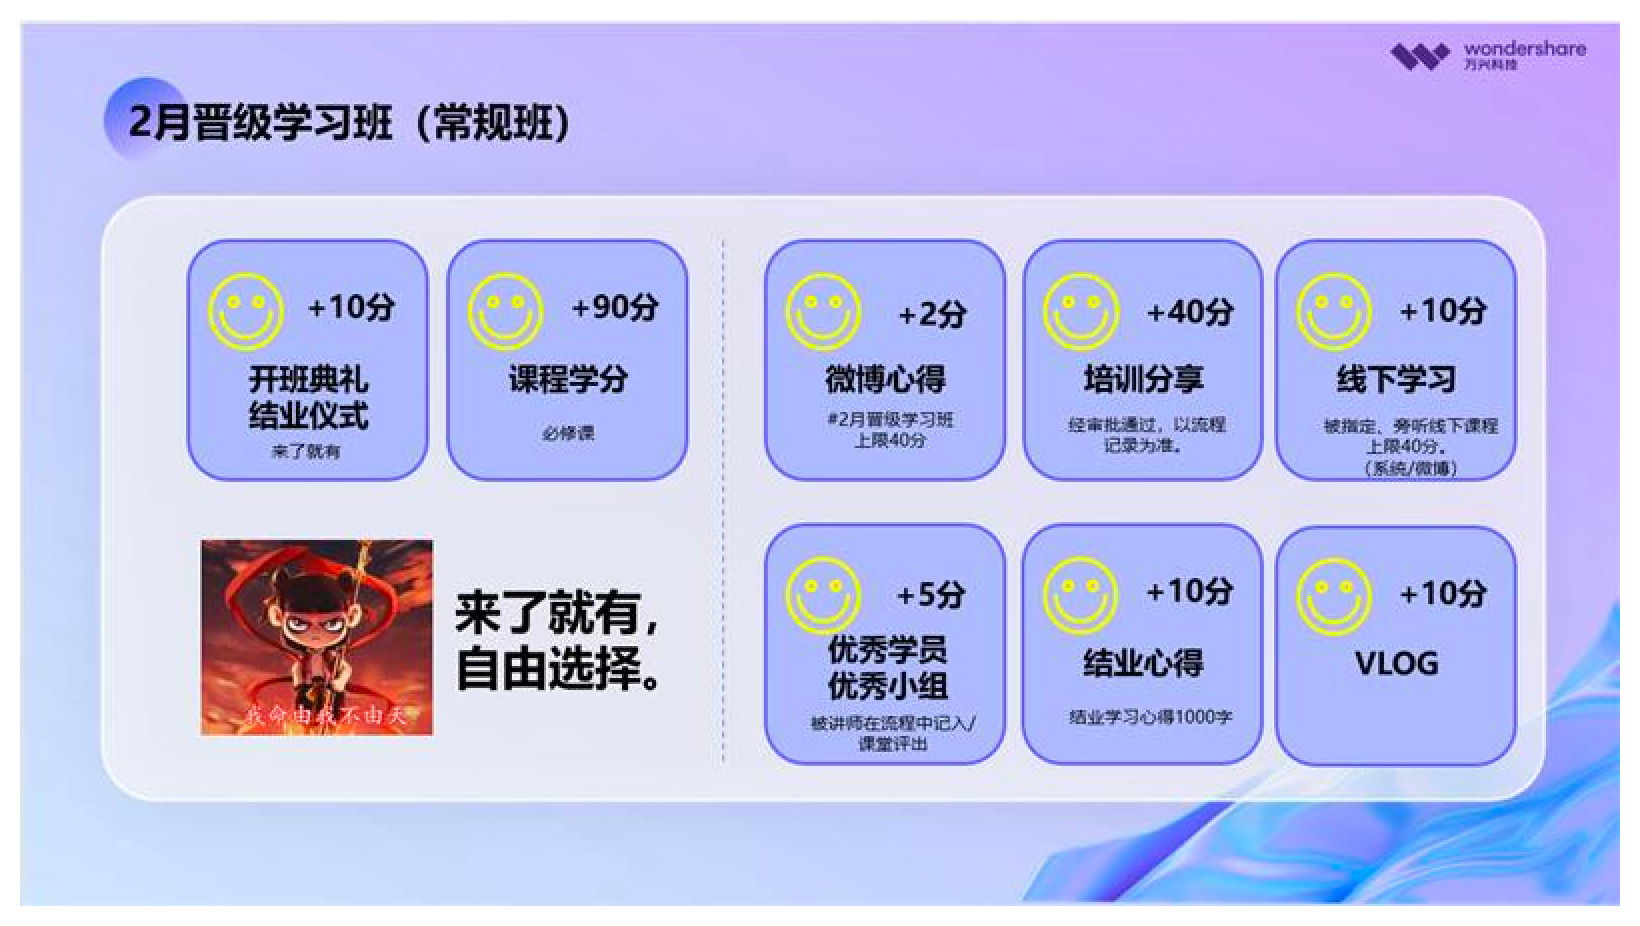 wondershare
万兴科技
2月晋级学习班（常规班）
+10分
开班典礼
结业仪式
来了就有
+90分
课程学分
必修课
+2分
微博心得
#2月晋级学习班
上限40分
+40分
培训分享
经审批通过，以流程
记录为准。
+10分
线下学习
被指定、旁听线下课程
上限40分。
（系统/微博）
我命由我不由天
来了就有，
自由选择。
+5分
优秀学员
优秀小组
被讲师在流程中记入/
课堂评出
+10分
结业心得
结业学习心得1000字
+10分
VLOG